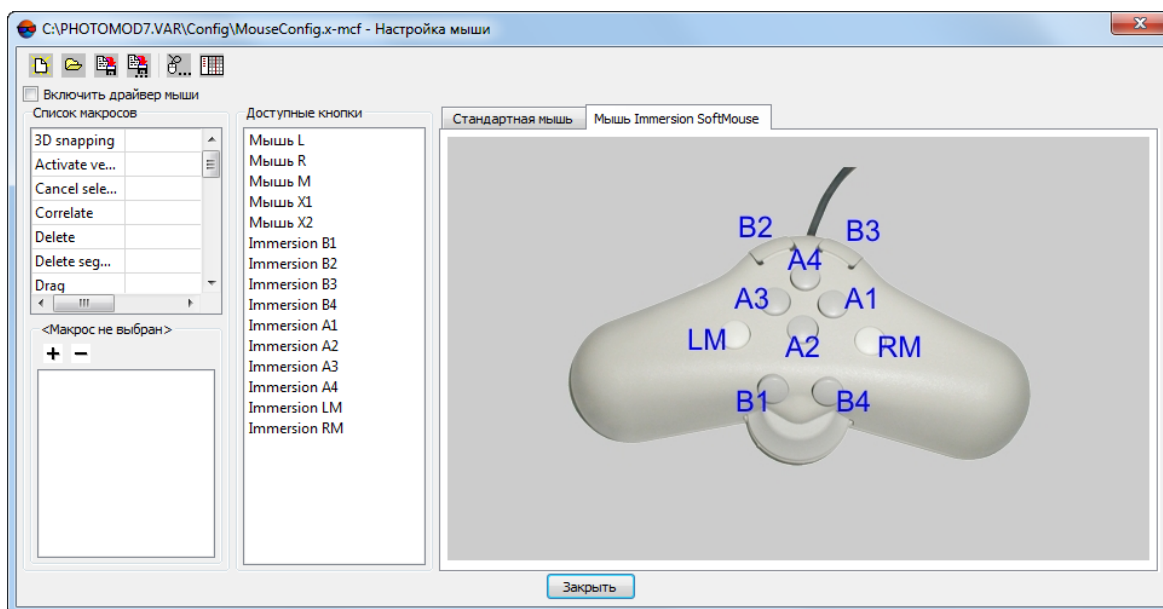 C:\PHOTOMOD7.VAR\Config\MouseConfig.x-mcf - Настройка мыши
Включить драйвер мыши
Список макросов
3D snapping
Activate ve...
Cancel sele...
Correlate
Delete
Delete seg...
Drag
<Макрос не выбран>
Доступные кнопки
Мышь L
Мышь R
Мышь M
Мышь X1
Мышь X2
Immersion B1
Immersion B2
Immersion B3
Immersion B4
Immersion A1
Immersion A2
Immersion A3
Immersion A4
Immersion LM
Immersion RM
Стандартная мышь Мышь Immersion SoftMouse
B2 B3
A4
A3 A1
LM A2 RM
B1 B4
Закрыть